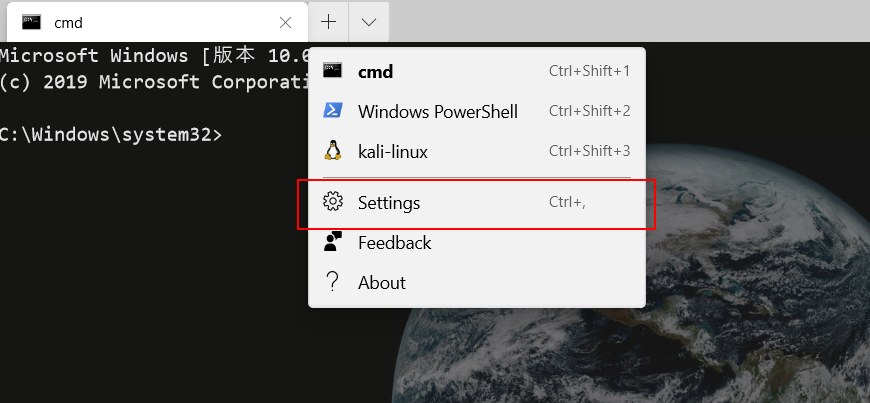 cmd
Microsoft Windows [版本 10.0
(c) 2019 Microsoft Corporati
C:\Windows\system32>
cmd Ctrl+Shift+1
Windows PowerShell Ctrl+Shift+2
kali-linux Ctrl+Shift+3
Settings Ctrl+,
Feedback
? About